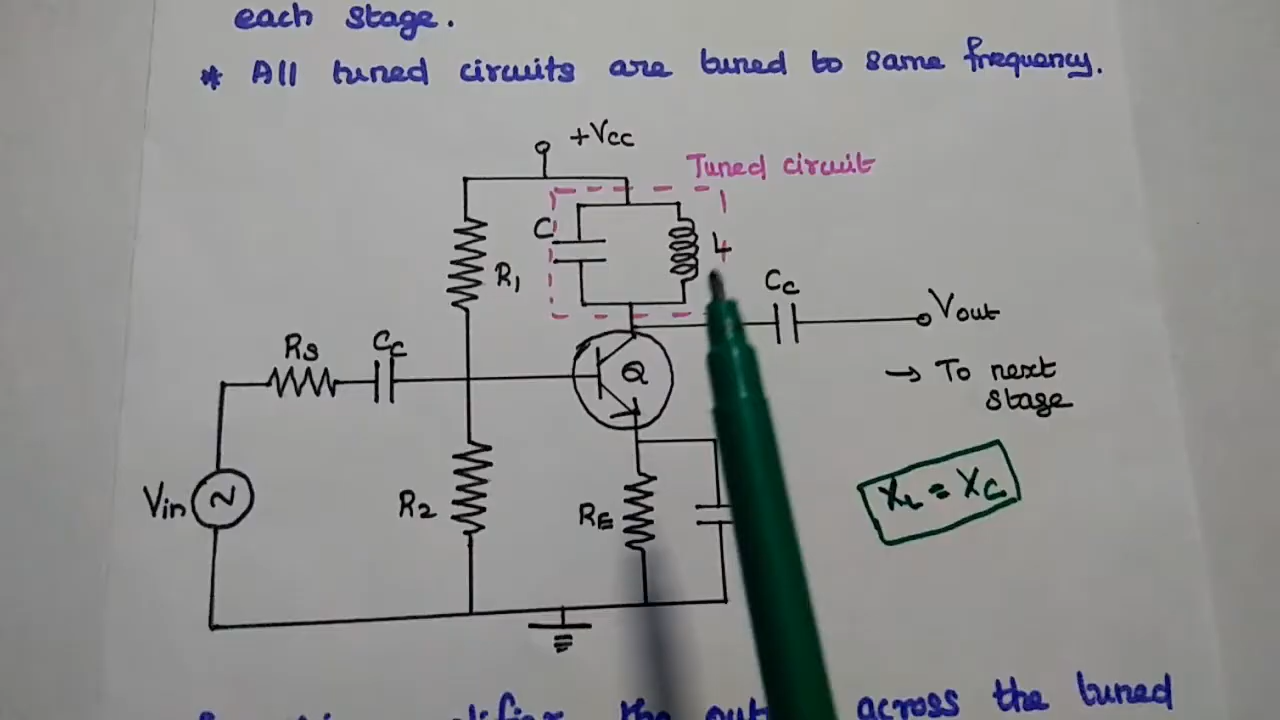 each stage.
* All tuned circuits are tuned to same frequency.
+Vcc
Tuned circuit
C
L
R1
Cc
Vout
Rs
Cc
Q
→ To next
stage
XL = XC
Vin
R2
RE
the across the tuned